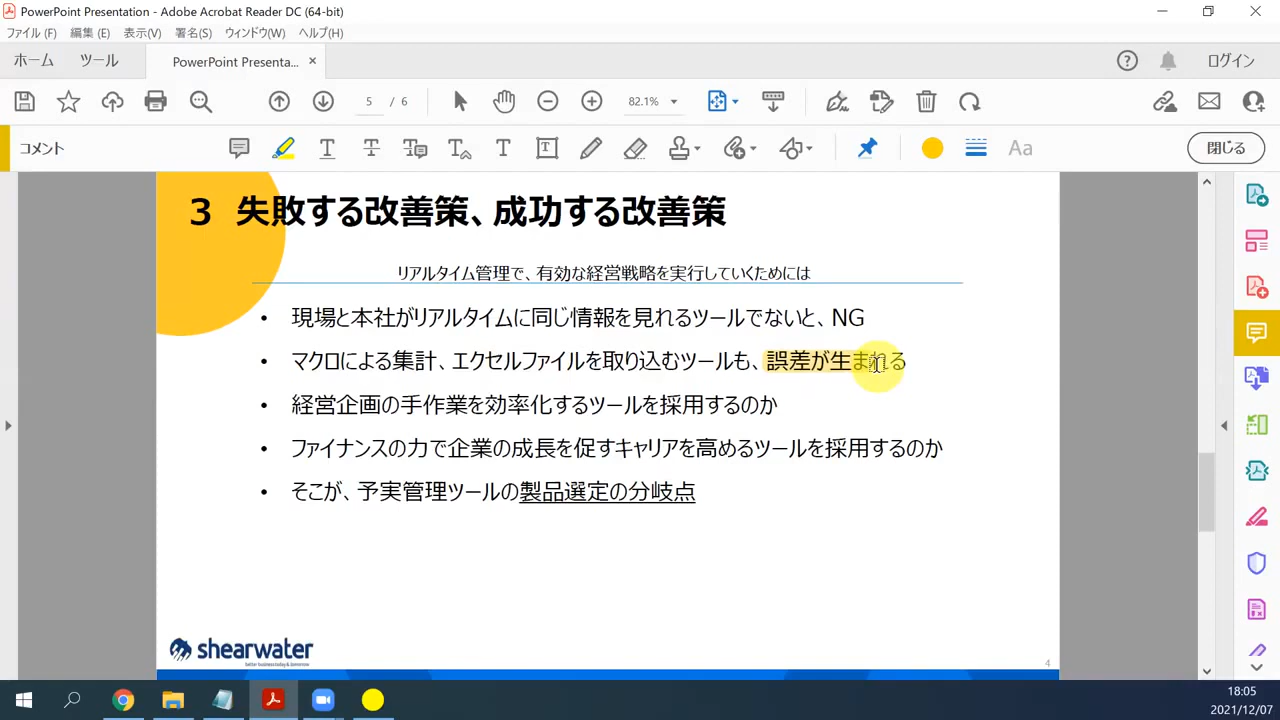 PowerPoint Presentation - Adobe Acrobat Reader DC (64-bit)
ファイル (F) 編集 (E) 表示(V) 署名(S) ウィンドウ(W) ヘルプ(H)
ホーム ツール PowerPoint Presenta... × ログイン
5 / 6 82.1%
コメント Aa 閉じる
3 失敗する改善策、成功する改善策
リアルタイム管理で、有効な経営戦略を実行していくためには
• 現場と本社がリアルタイムに同じ情報を見れるツールでないと、NG
• マクロによる集計、エクセルファイルを取り込むツールも、誤差が生まれる
• 経営企画の手作業を効率化するツールを採用するのか
• ファイナンスの力で企業の成長を促すキャリアを高めるツールを採用するのか
• そこが、予実管理ツールの製品選定の分岐点
shearwater
better business today & tomorrow
4
18:05
2021/12/07